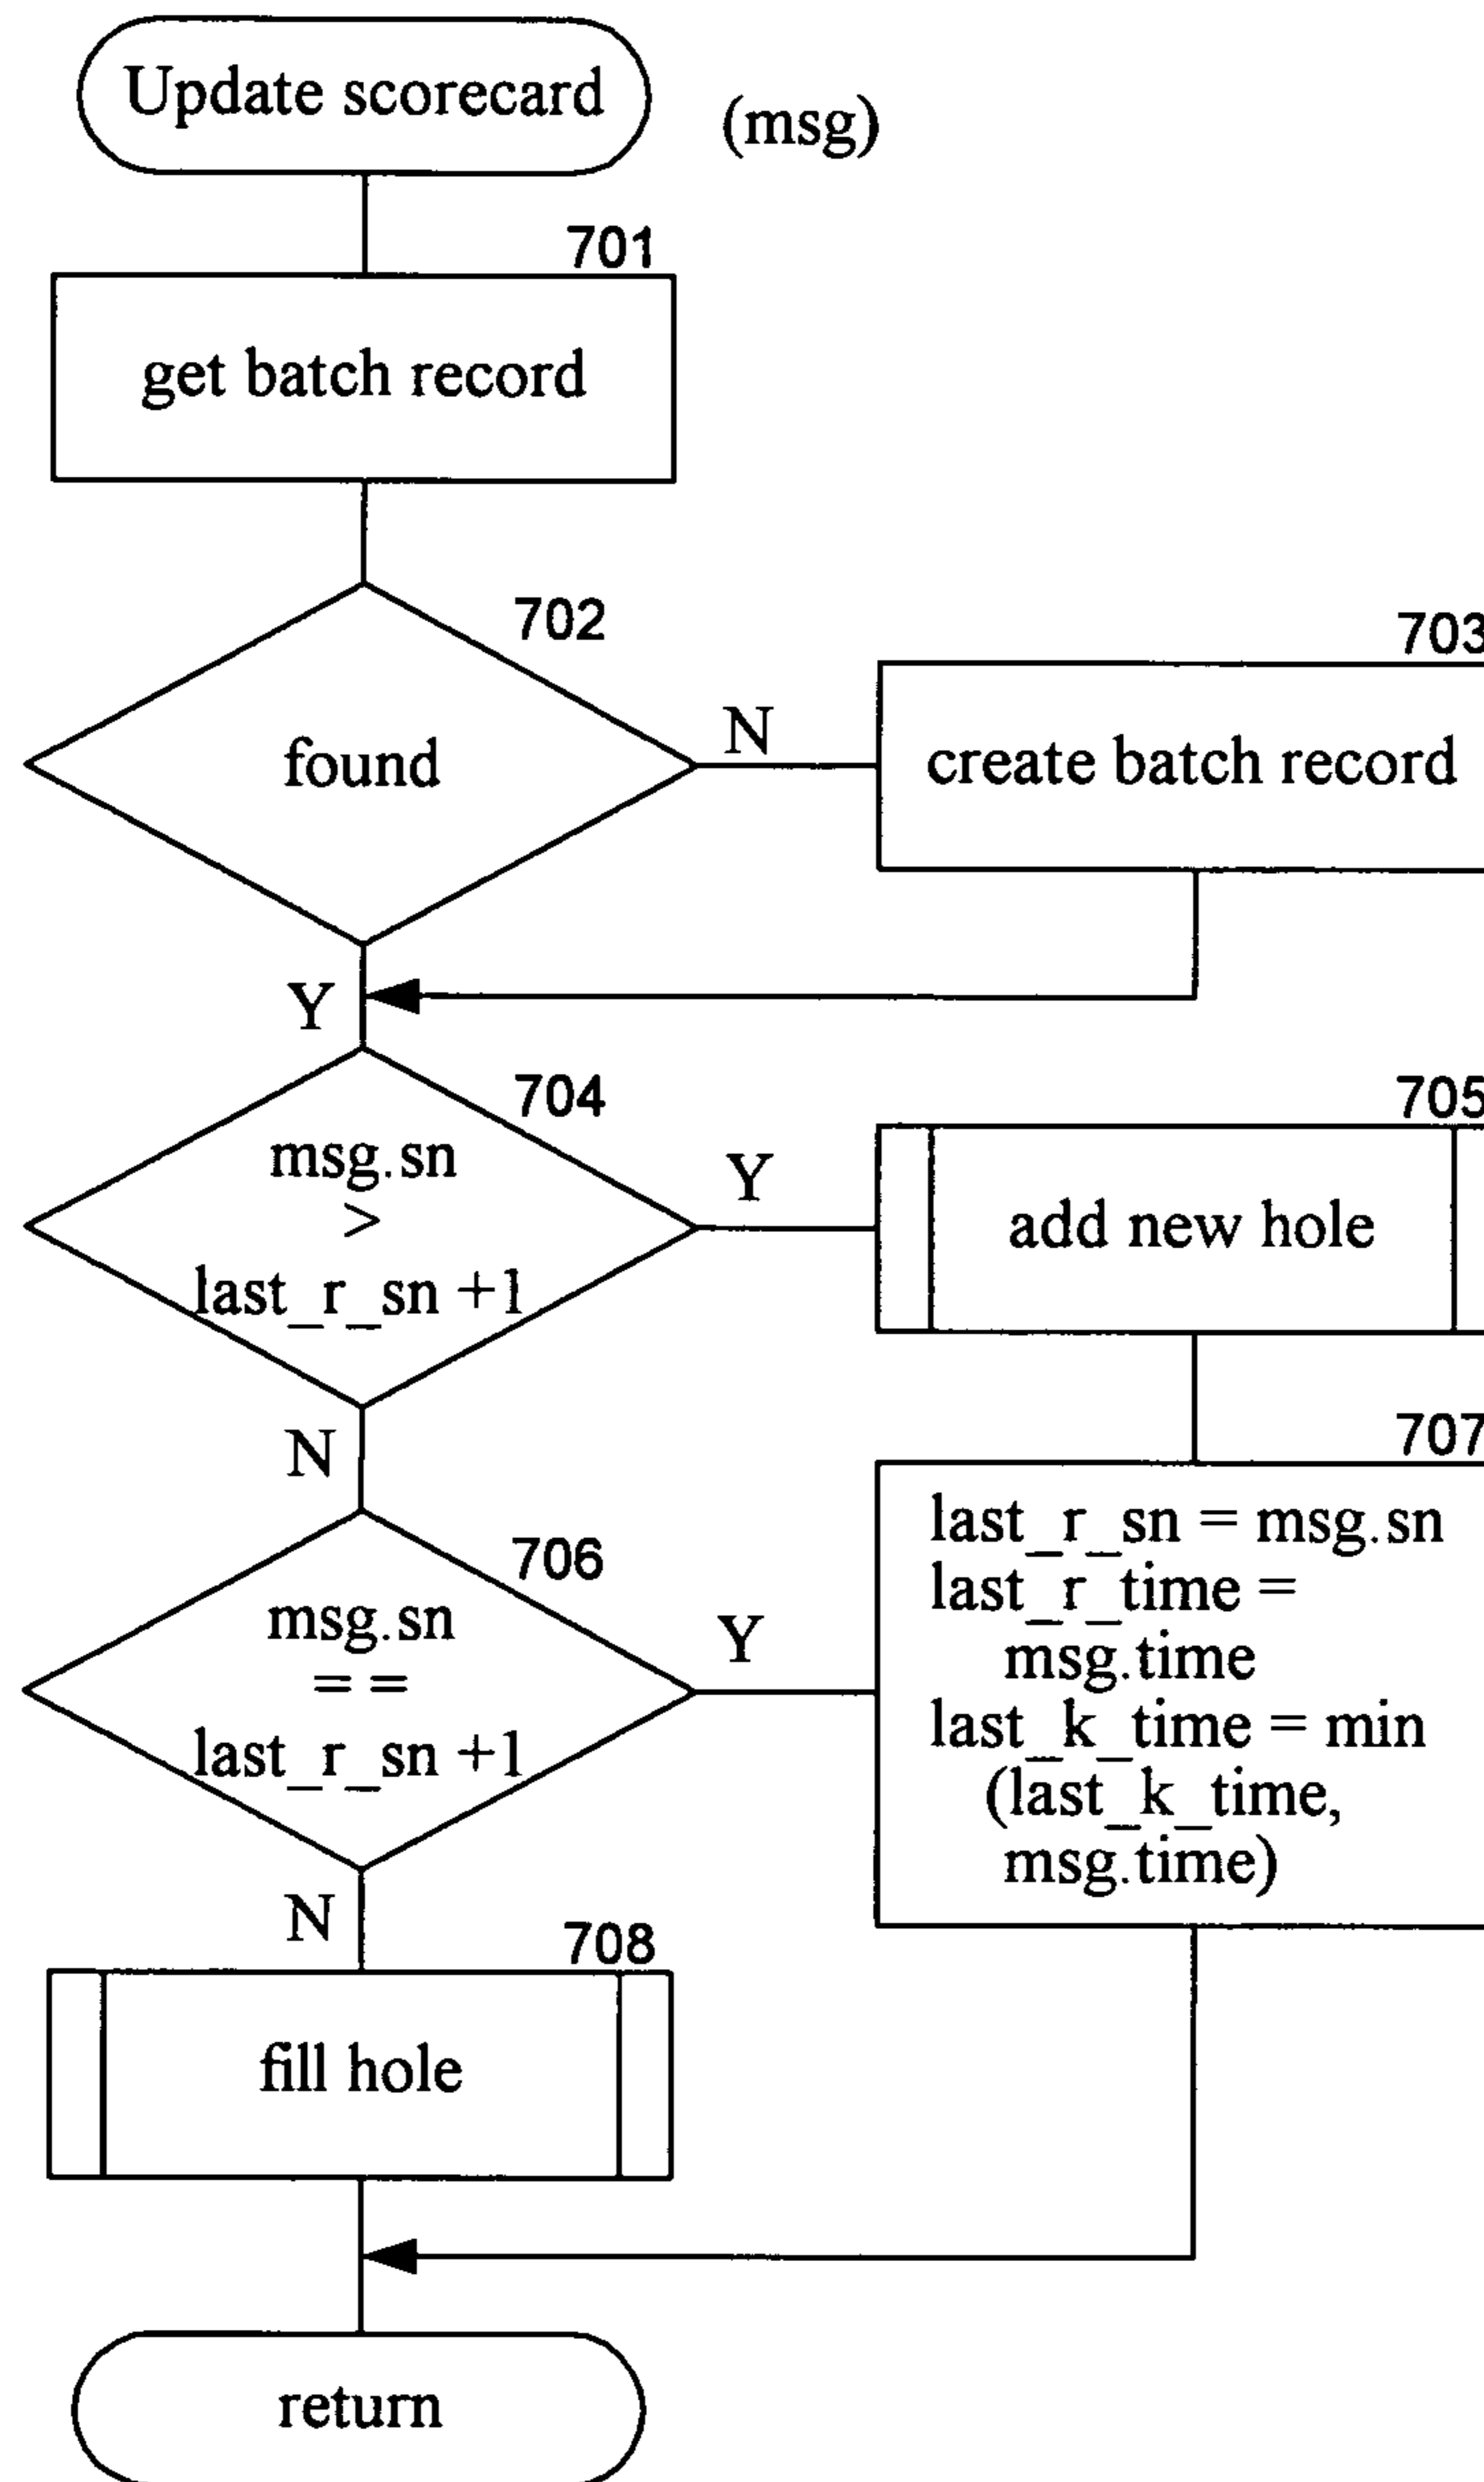 Update scorecard
(msg)
701
get batch record
702
found
N
703
create batch record
Y
704
msg.sn
>
last_r_sn +1
Y
705
add new hole
N
706
msg.sn
= =
last_r_sn +1
Y
707
last_r_sn = msg.sn
last_r_time =
msg.time
last_k_time = min
(last_k_time,
msg.time)
N
708
fill hole
return